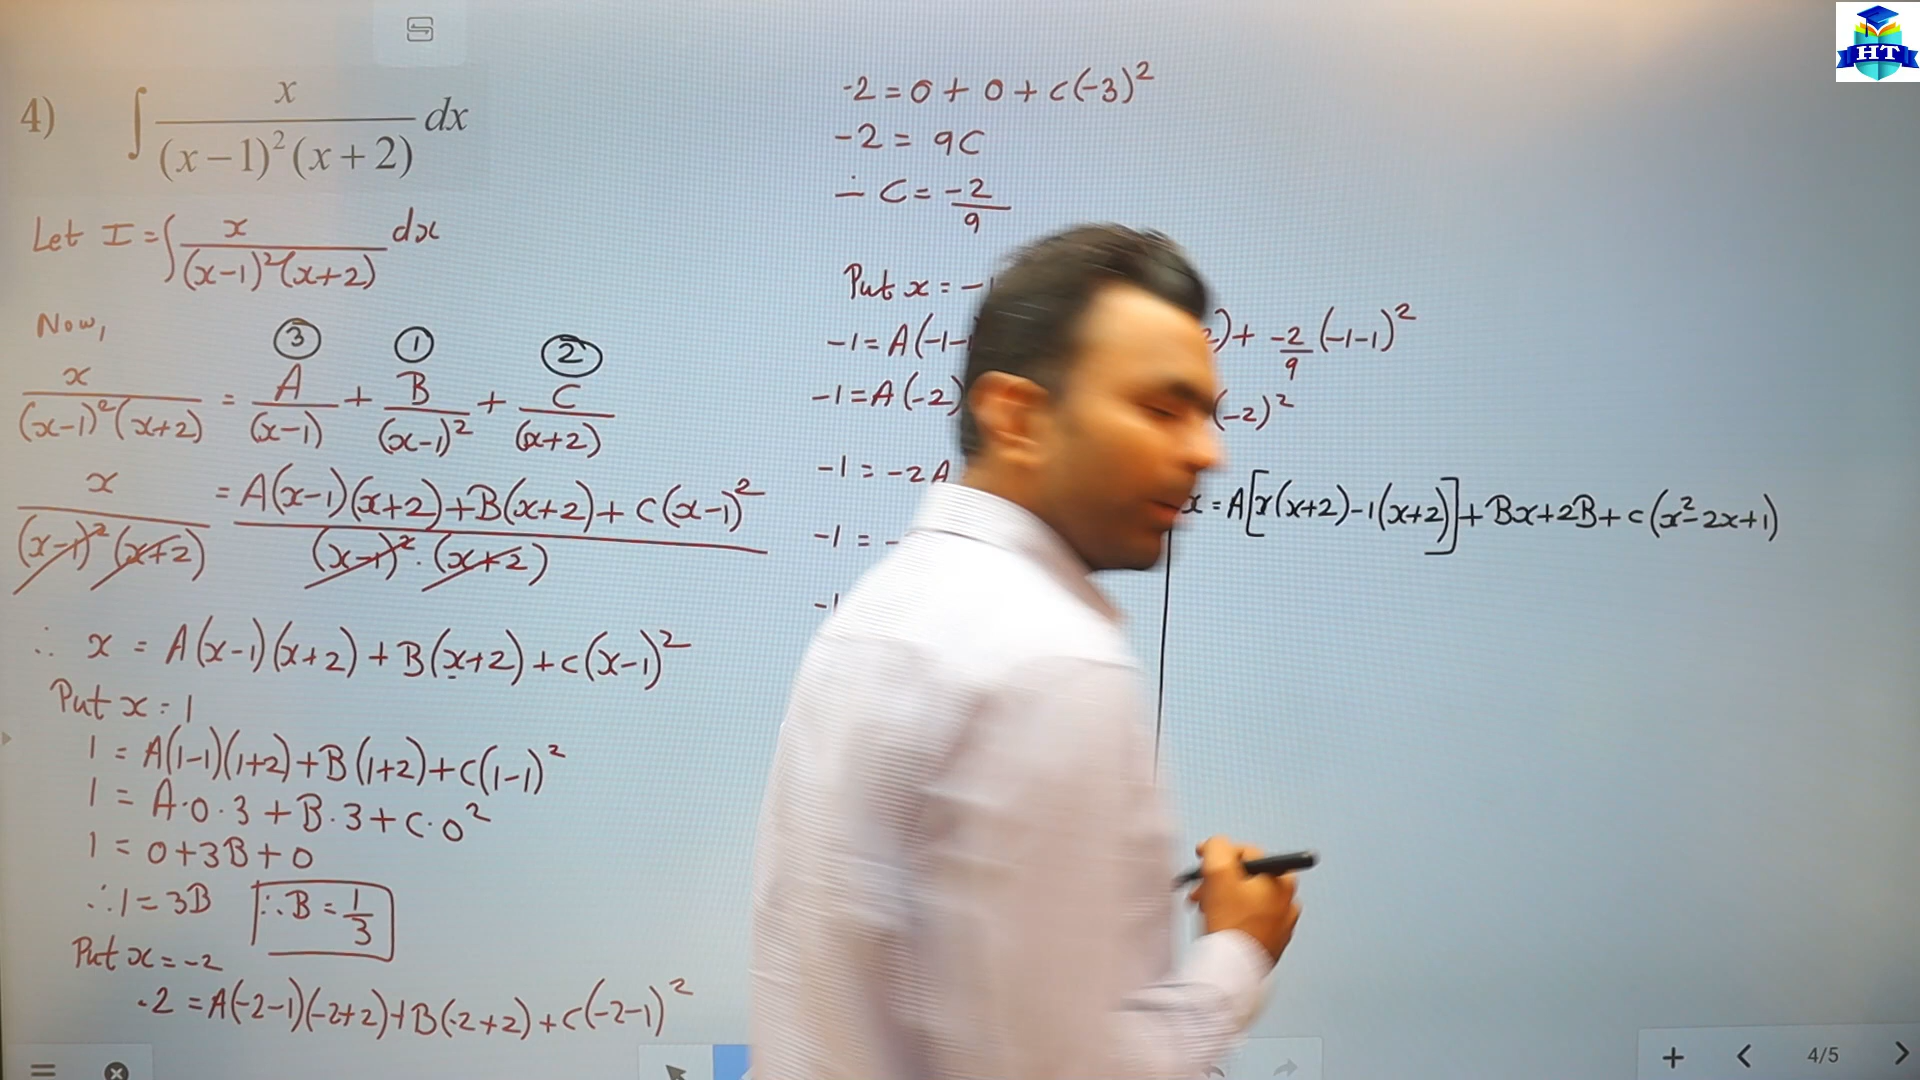 4) ∫ x / (x−1)²(x+2) dx
Let I = ∫ x / (x−1)²(x+2) dx
Now,
③ ① ②
x / (x−1)²(x+2) = A / (x−1) + B / (x−1)² + C / (x+2)
x / (x−1)²(x+2) = A(x−1)(x+2)+B(x+2)+C(x−1)² / (x−1)².(x+2)
∴ x = A(x−1)(x+2)+B(x+2)+C(x−1)²
Put x = 1
1 = A(1−1)(1+2)+B(1+2)+C(1−1)²
1 = A·0·3+B·3+C·0²
1 = 0+3B+0
∴ 1 = 3B ∴ B = 1/3
Put x = −2
-2 = A(−2−1)(−2+2)+B(-2+2)+C(−2−1)²
-2 = 0 + 0 + C(−3)²
−2 = 9C
∴ C = −2/9
Put x = −
−1 = A(−1−
) + −2/9 (−1−1)²
−1 = A(−2)
(−2)²
−1 = −2A
−1 = −
−1
x = A[x(x+2)−1(x+2)]+Bx+2B+C(x²−2x+1)
HT
4/5